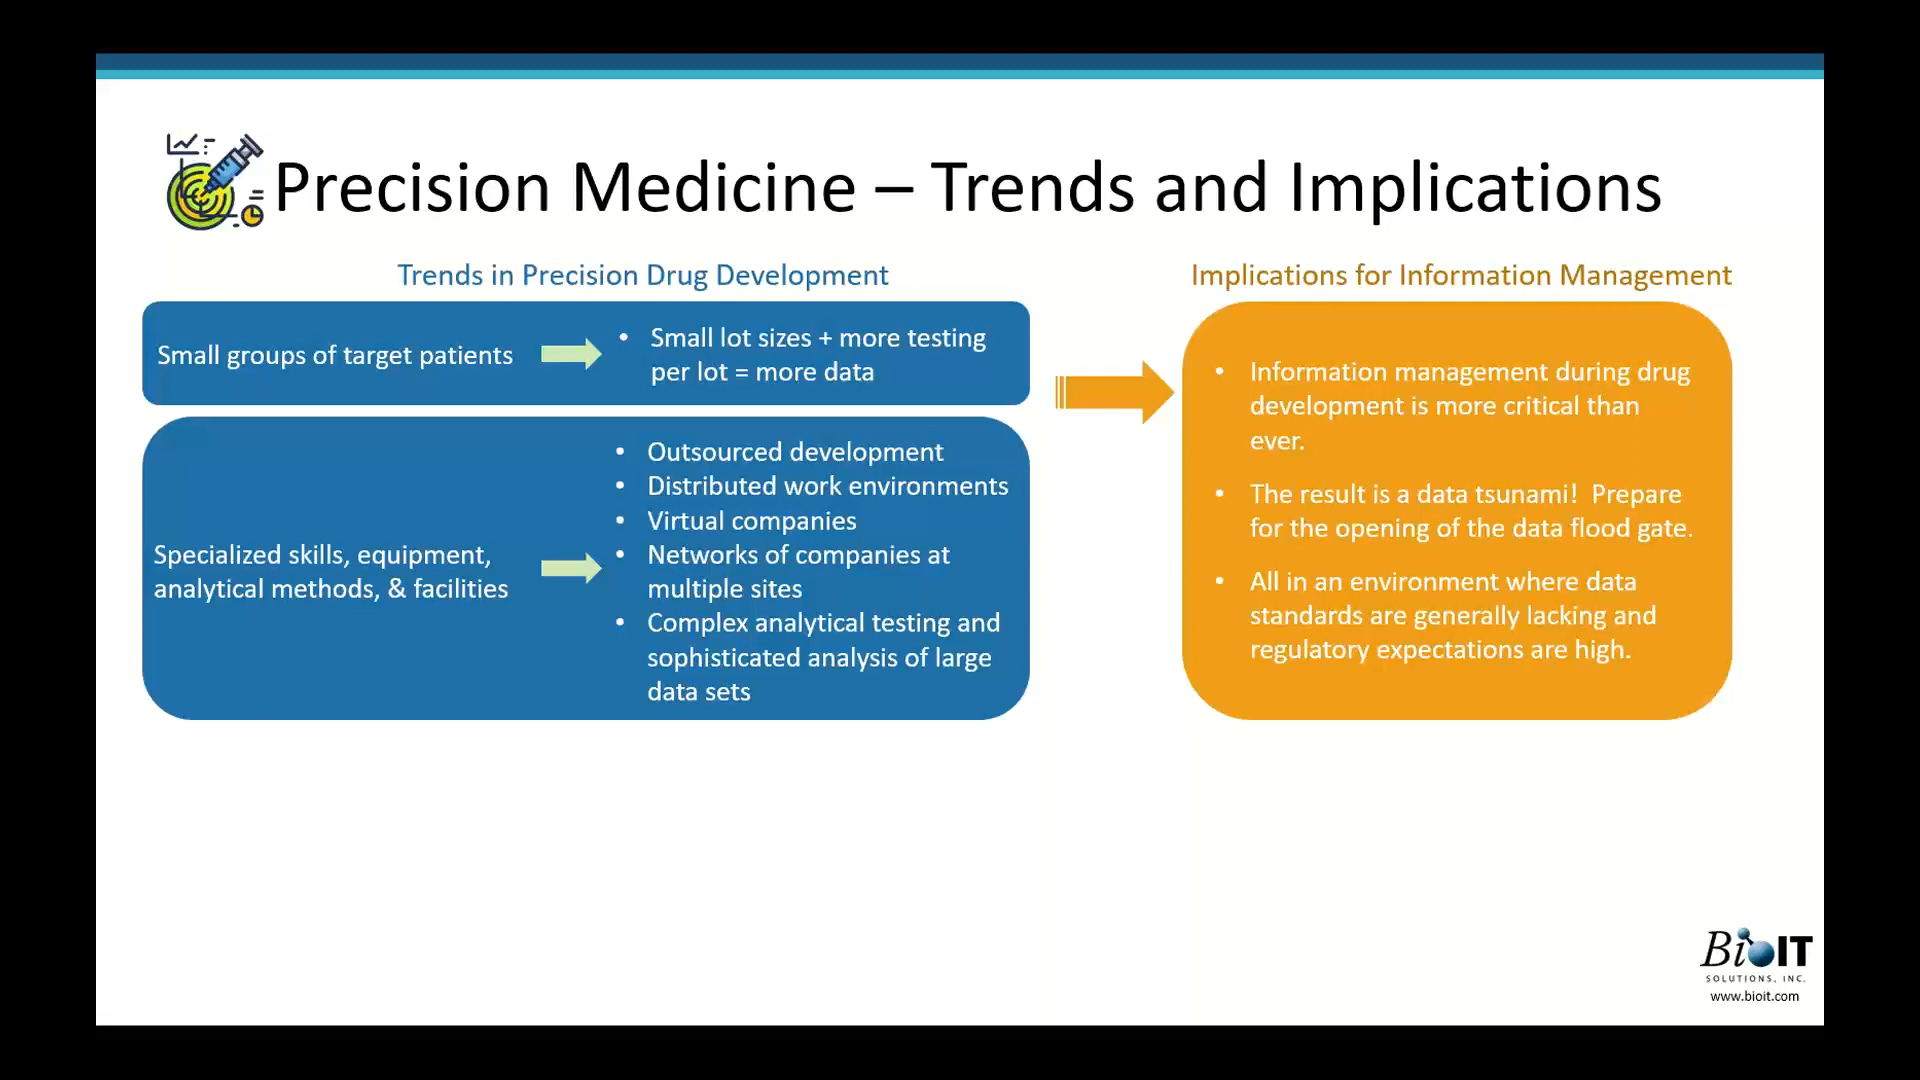 Precision Medicine – Trends and Implications
Trends in Precision Drug Development
Small groups of target patients
• Small lot sizes + more testing
per lot = more data
Specialized skills, equipment,
analytical methods, & facilities
• Outsourced development
• Distributed work environments
• Virtual companies
• Networks of companies at
multiple sites
• Complex analytical testing and
sophisticated analysis of large
data sets
Implications for Information Management
• Information management during drug
development is more critical than
ever.
• The result is a data tsunami!  Prepare
for the opening of the data flood gate.
• All in an environment where data
standards are generally lacking and
regulatory expectations are high.
BioIT
SOLUTIONS, INC.
www.bioit.com